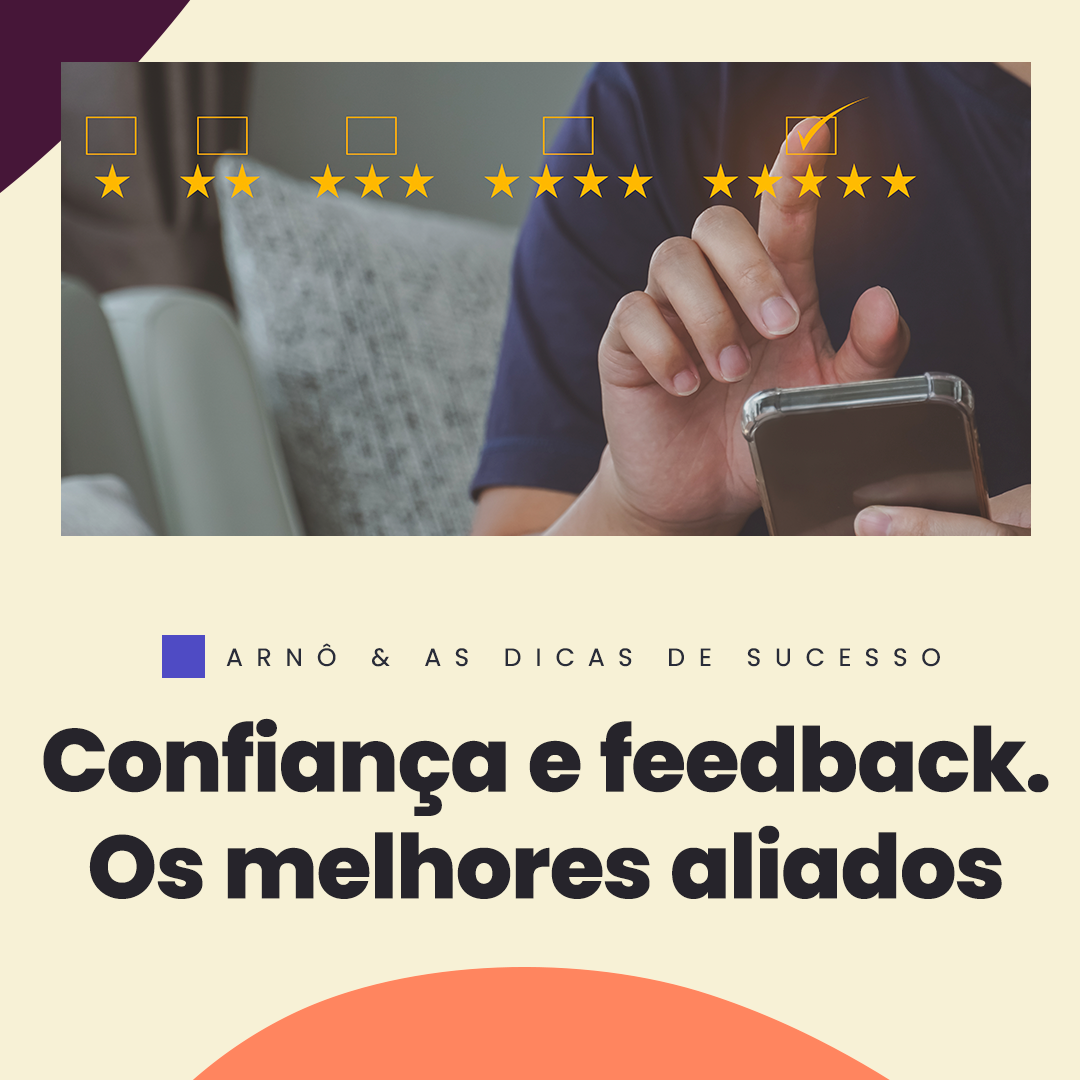 ARNÔ & AS DICAS DE SUCESSO
Confiança e feedback.
Os melhores aliados